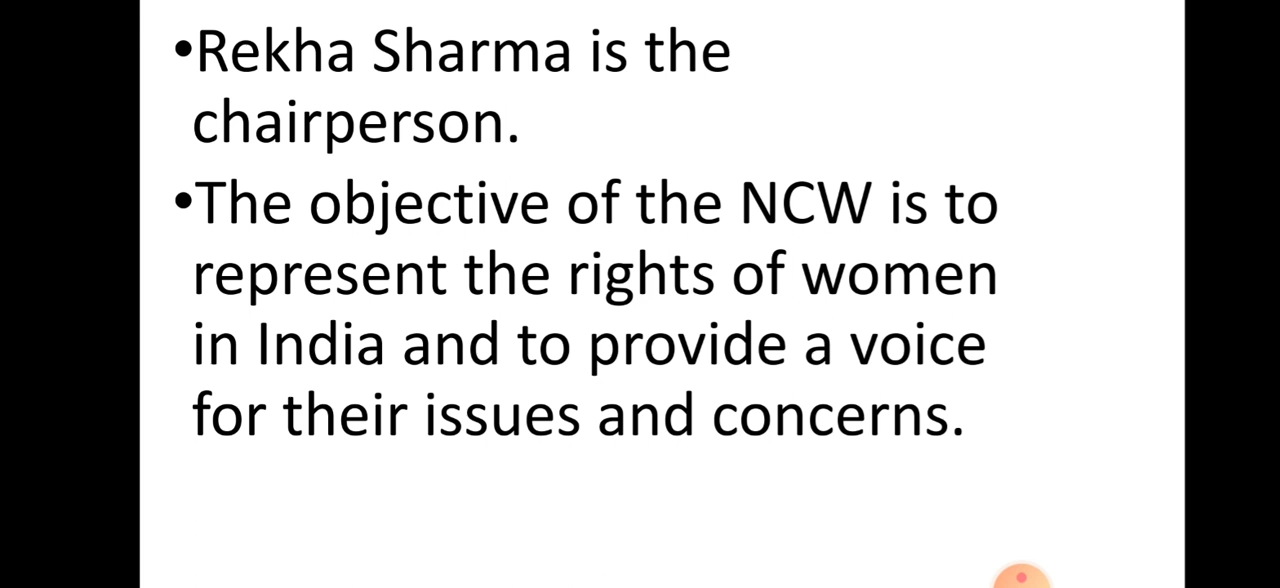 •Rekha Sharma is the
chairperson.
•The objective of the NCW is to
represent the rights of women
in India and to provide a voice
for their issues and concerns.